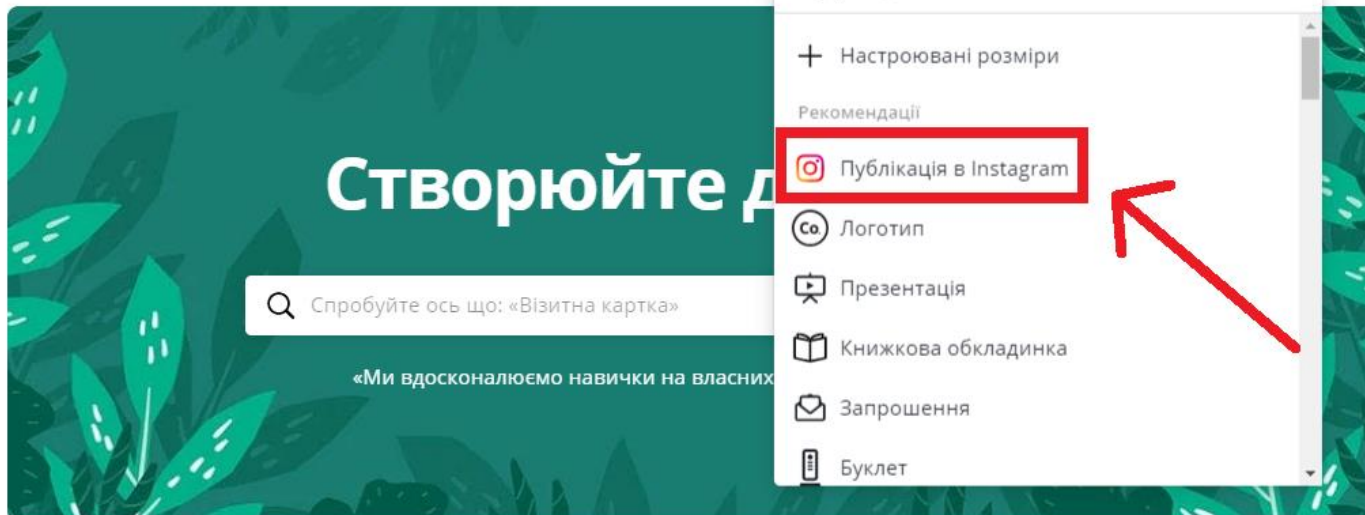 Настроювані розміри
Рекомендації
Публікація в Instagram
Co. Логотип
Презентація
Книжкова обкладинка
Запрошення
Буклет
Створюйте
Спробуйте ось що: «Візитна картка»
«Ми вдосконалюємо навички на власних